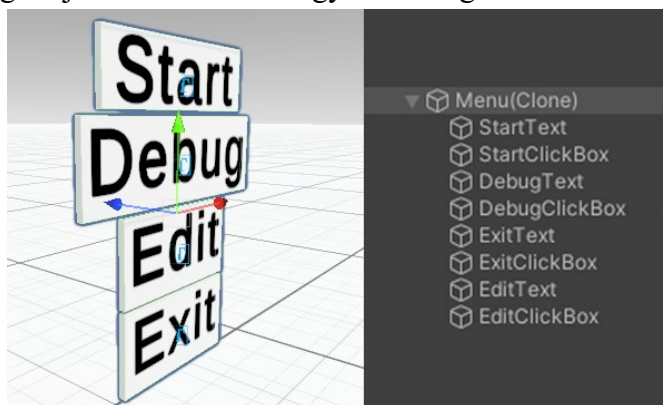 Start
Debug
Edit
Exit
Menu(Clone)
StartText
StartClickBox
DebugText
DebugClickBox
ExitText
ExitClickBox
EditText
EditClickBox